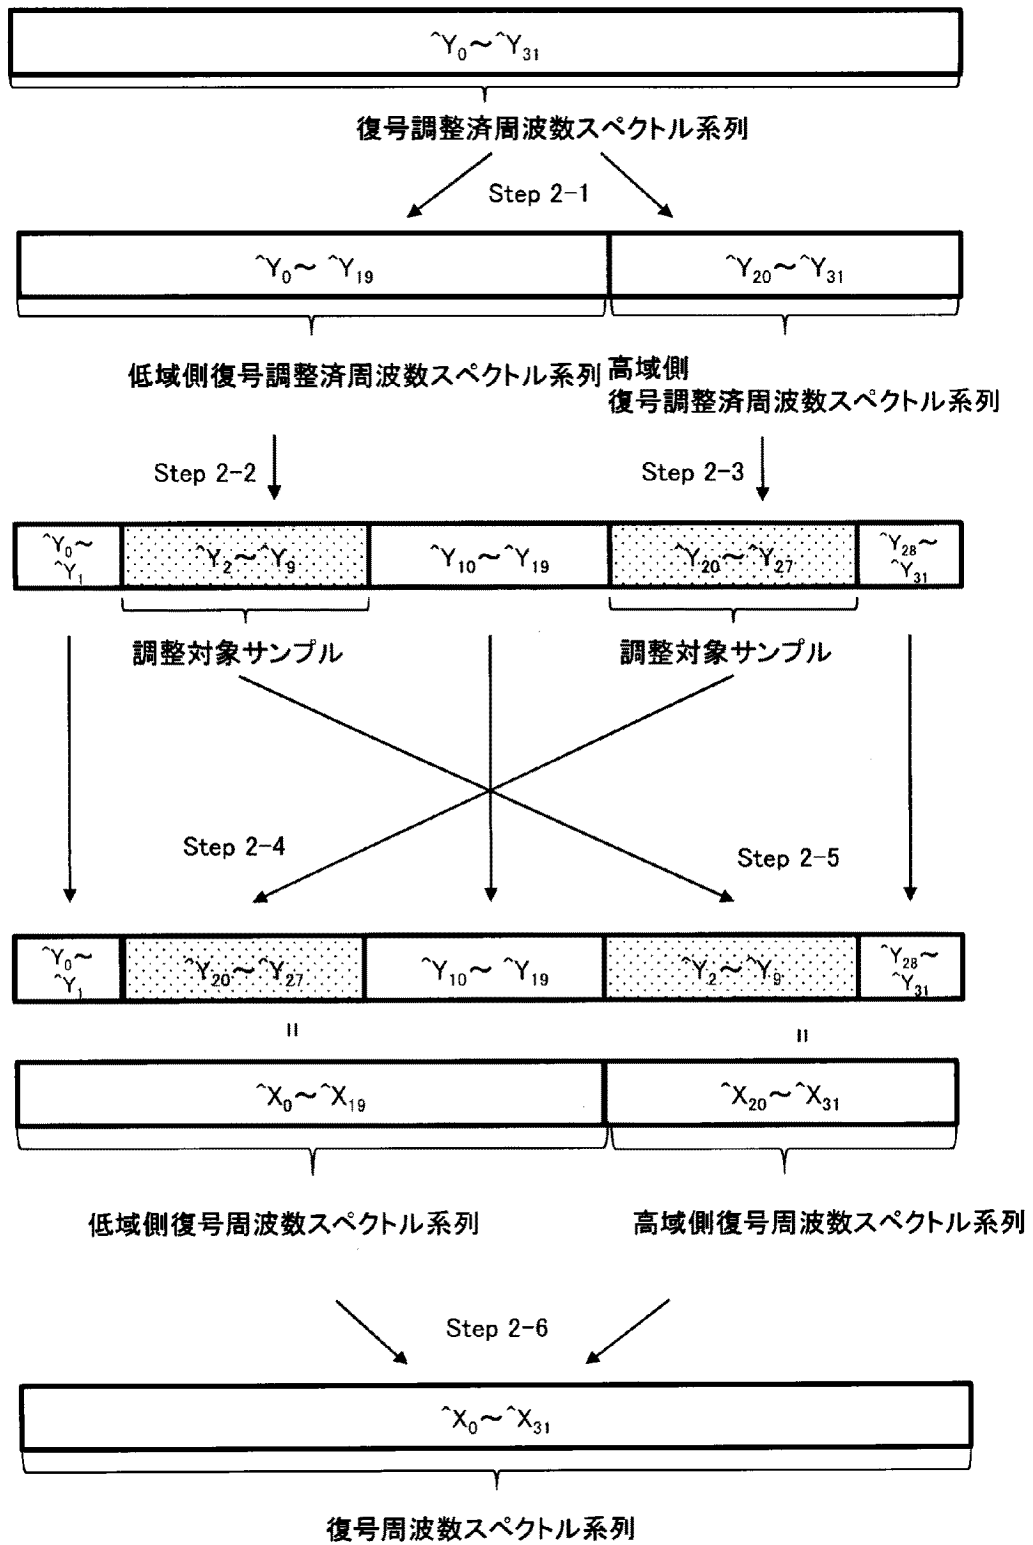 ^Y0～^Y31
復号調整済周波数スペクトル系列
Step 2-1
^Y0～ ^Y19
^Y20～^Y31
低域側復号調整済周波数スペクトル系列
高域側
復号調整済周波数スペクトル系列
Step 2-2
Step 2-3
^Y0～
^Y1
^Y2～^Y9
^Y10～^Y19
^Y20～^Y27
^Y28～
^Y31
調整対象サンプル
調整対象サンプル
Step 2-4
Step 2-5
^Y0～
^Y1
^Y20～^Y27
^Y10～ ^Y19
^Y2～^Y9
^Y28～
^Y31
=
=
^X0～^X19
^X20～^X31
低域側復号周波数スペクトル系列
高域側復号周波数スペクトル系列
Step 2-6
^X0～^X31
復号周波数スペクトル系列